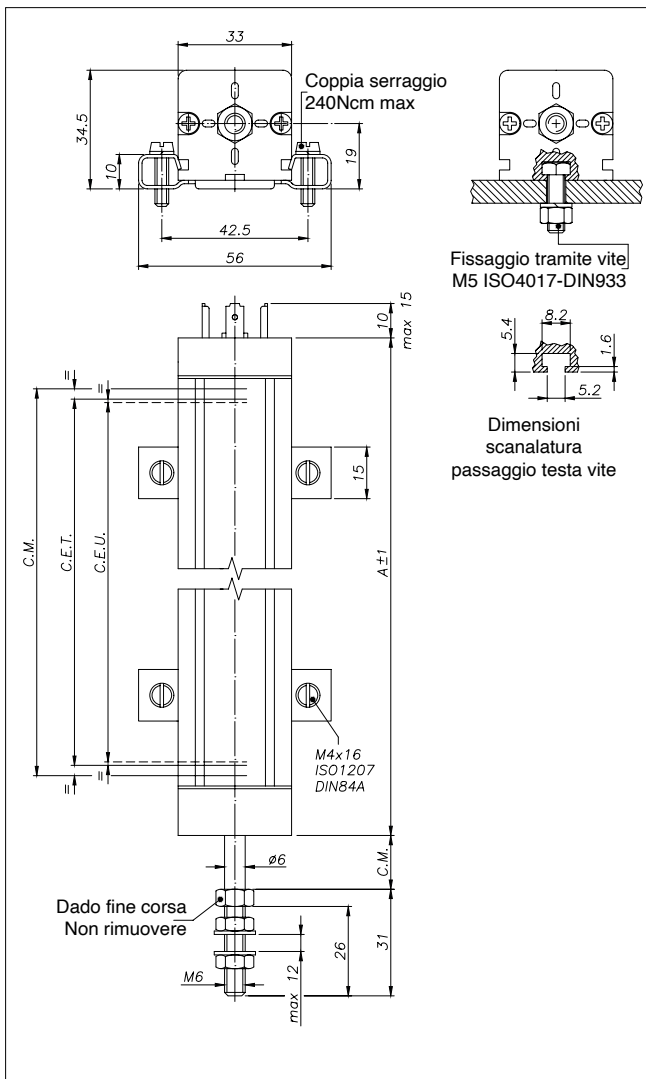 33
Coppia serraggio
240Ncm max
34.5
10
19
42.5
56
Fissaggio tramite vite
M5 ISO4017-DIN933
8.2
5.4
1.6
5.2
Dimensioni
scanalatura
passaggio testa vite
10
max 15
=
=
15
C.M.
C.E.T.
C.E.U.
A±1
M4x16
ISO1207
DIN84A
=
=
ø6
C.M.
Dado fine corsa
Non rimuovere
26
31
M6
max 12